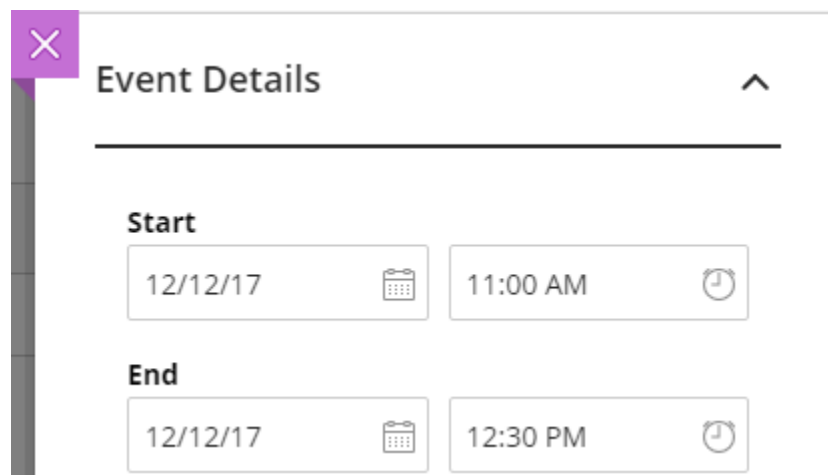 Event Details
Start
12/12/17 11:00 AM
End
12/12/17 12:30 PM